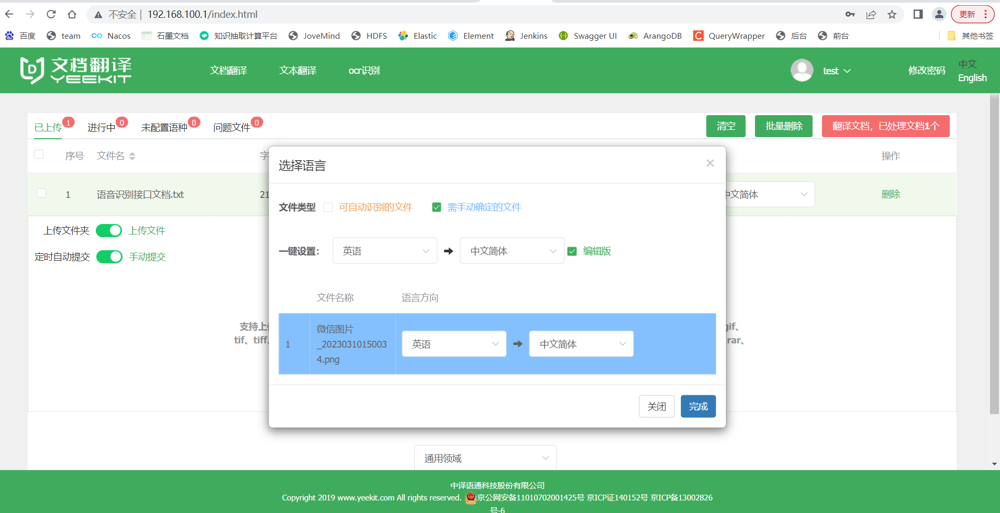 不安全 | 192.168.100.1/index.html
更新
百度 team Nacos 石墨文档 知识抽取计算平台 JoveMind HDFS Elastic Element Jenkins Swagger UI ArangoDB QueryWrapper 后台 前台 其他书签
文档翻译
YEEKIT
文档翻译 文本翻译 ocr识别 test 修改密码
中文
English
已上传 1 进行中 0 未配置语种 0 问题文件 0 清空 批量删除 翻译文档，已处理文档1个
序号 文件名 字 操作
1 语音识别接口文档.txt 21 中文简体 删除
上传文件夹 上传文件
定时自动提交 手动提交
支持上 gif、
tif、tiff、 rar、
选择语言 ×
文件类型 可自动识别的文件 需手动确定的文件
一键设置： 英语 中文简体 编辑版
文件名称 语言方向
1 微信图片
_2023031015003
4.png
英语 中文简体
关闭 完成
通用领域
中译语通科技股份有限公司
Copyright 2019 www.yeekit.com All rights reserved. 京公网安备11010702001425号 京ICP证140152号 京ICP备13002826
号-6